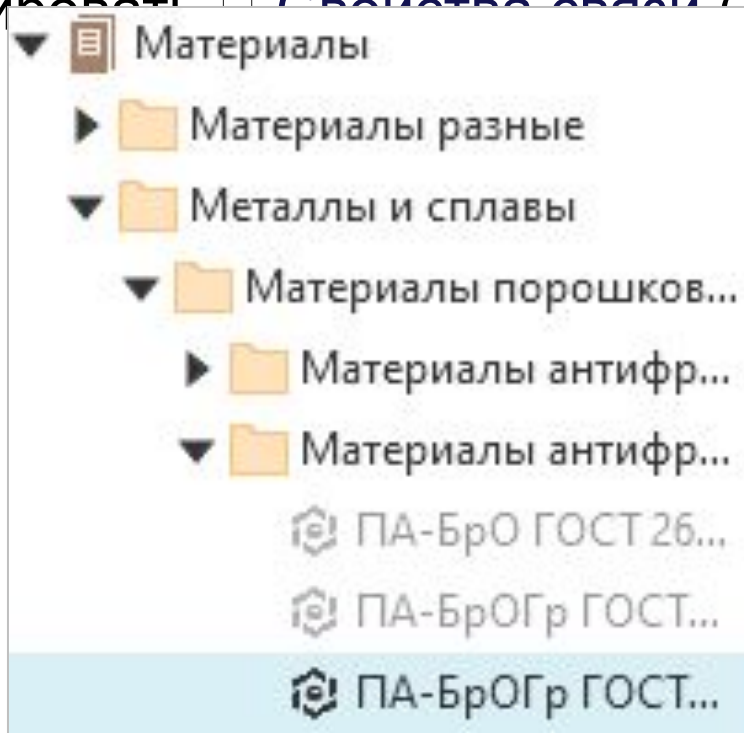 Материалы
Материалы разные
Металлы и сплавы
Материалы порошков...
Материалы антифр...
Материалы антифр...
ПА-БрО ГОСТ 26...
ПА-БрОГр ГОСТ...
ПА-БрОГр ГОСТ...